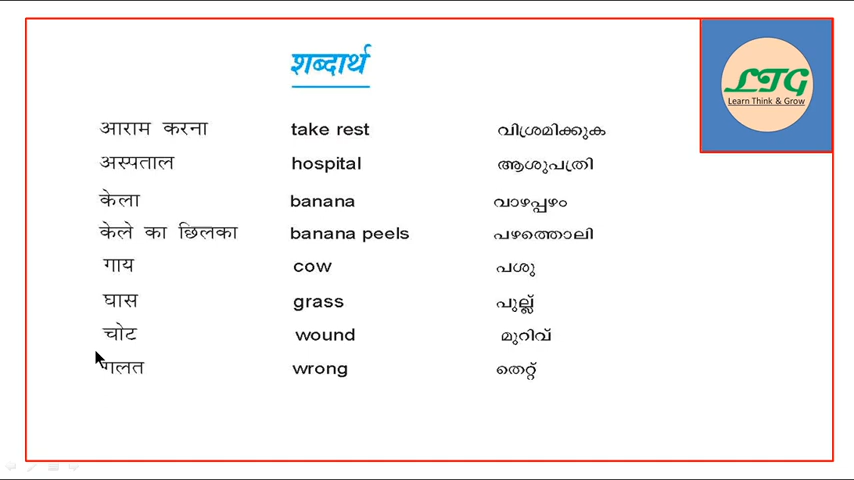 शब्दार्थ
LTG
Learn Think & Grow
आराम करना take rest വിശ്രമിക്കുക
अस्पताल hospital ആശുപത്രി
केला banana വാഴപ്പഴം
केले का छिलका banana peels പഴത്തൊലി
गाय cow പശു
घास grass പുല്ല്
चोट wound മുറിവ്
गलत wrong തെറ്റ്